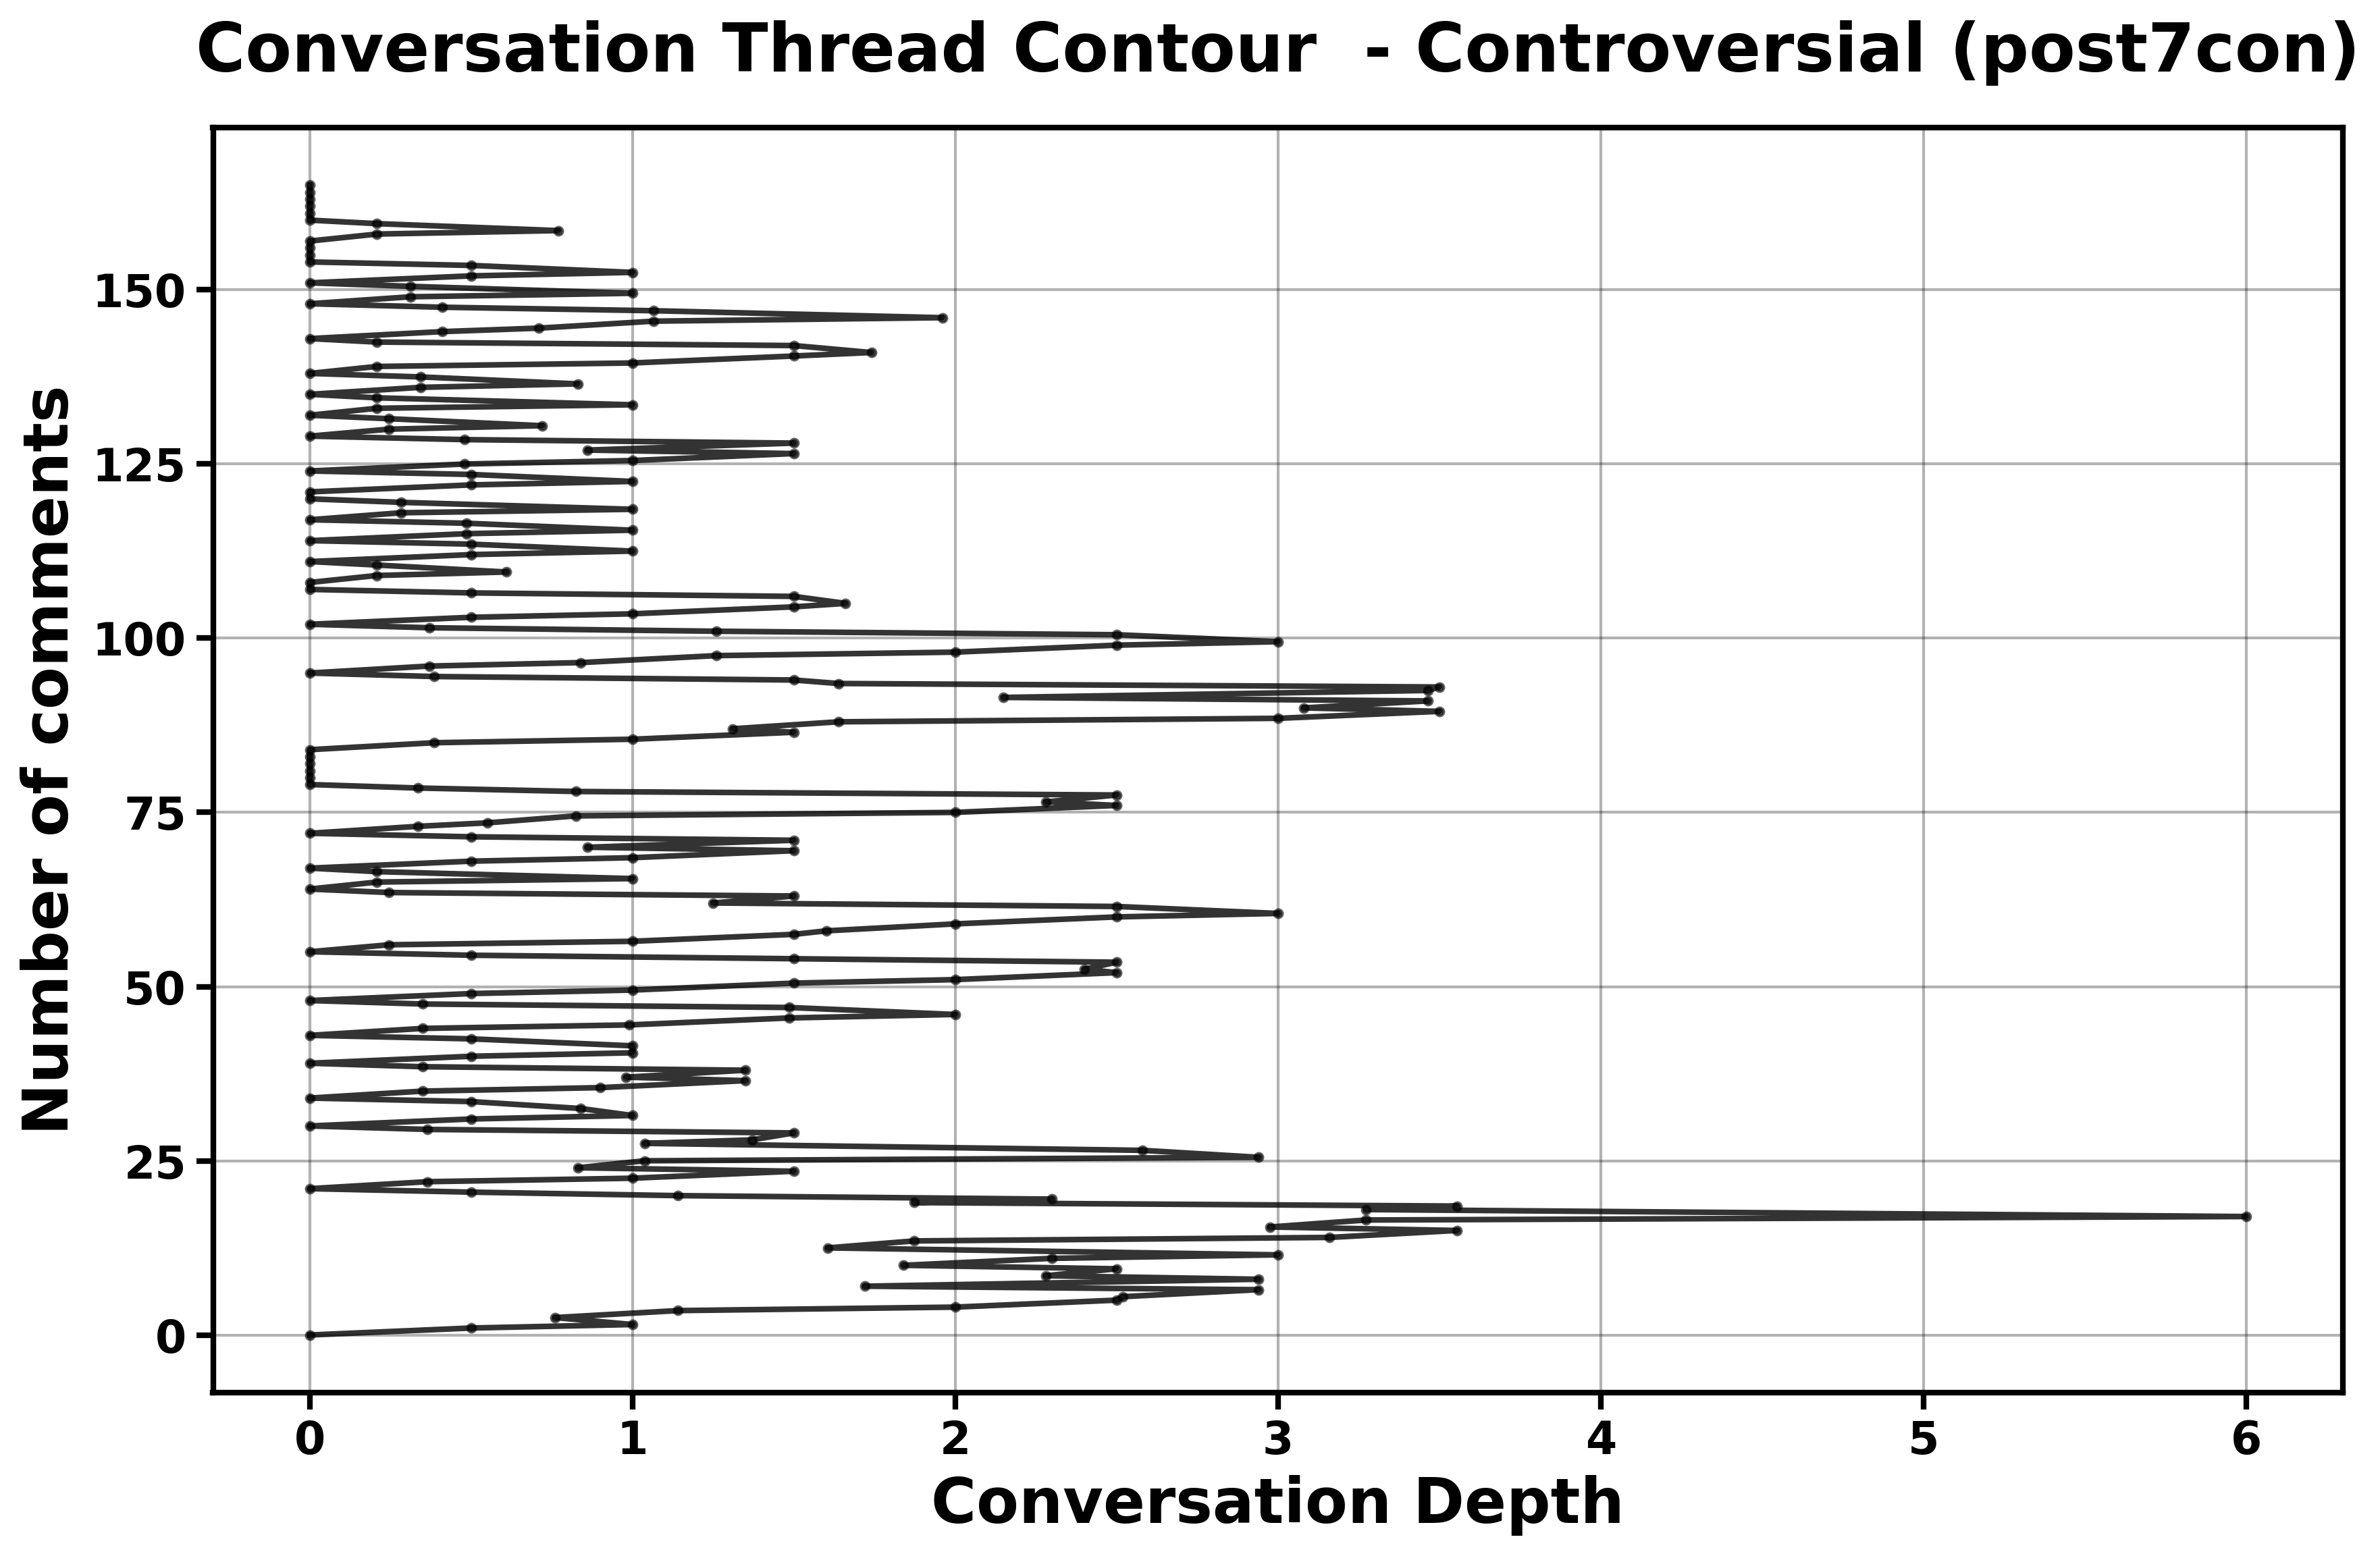 Conversation Thread Contour  - Controversial (post7con)
Number of comments
150
125
100
75
50
25
0
0 1 2 3 4 5 6
Conversation Depth